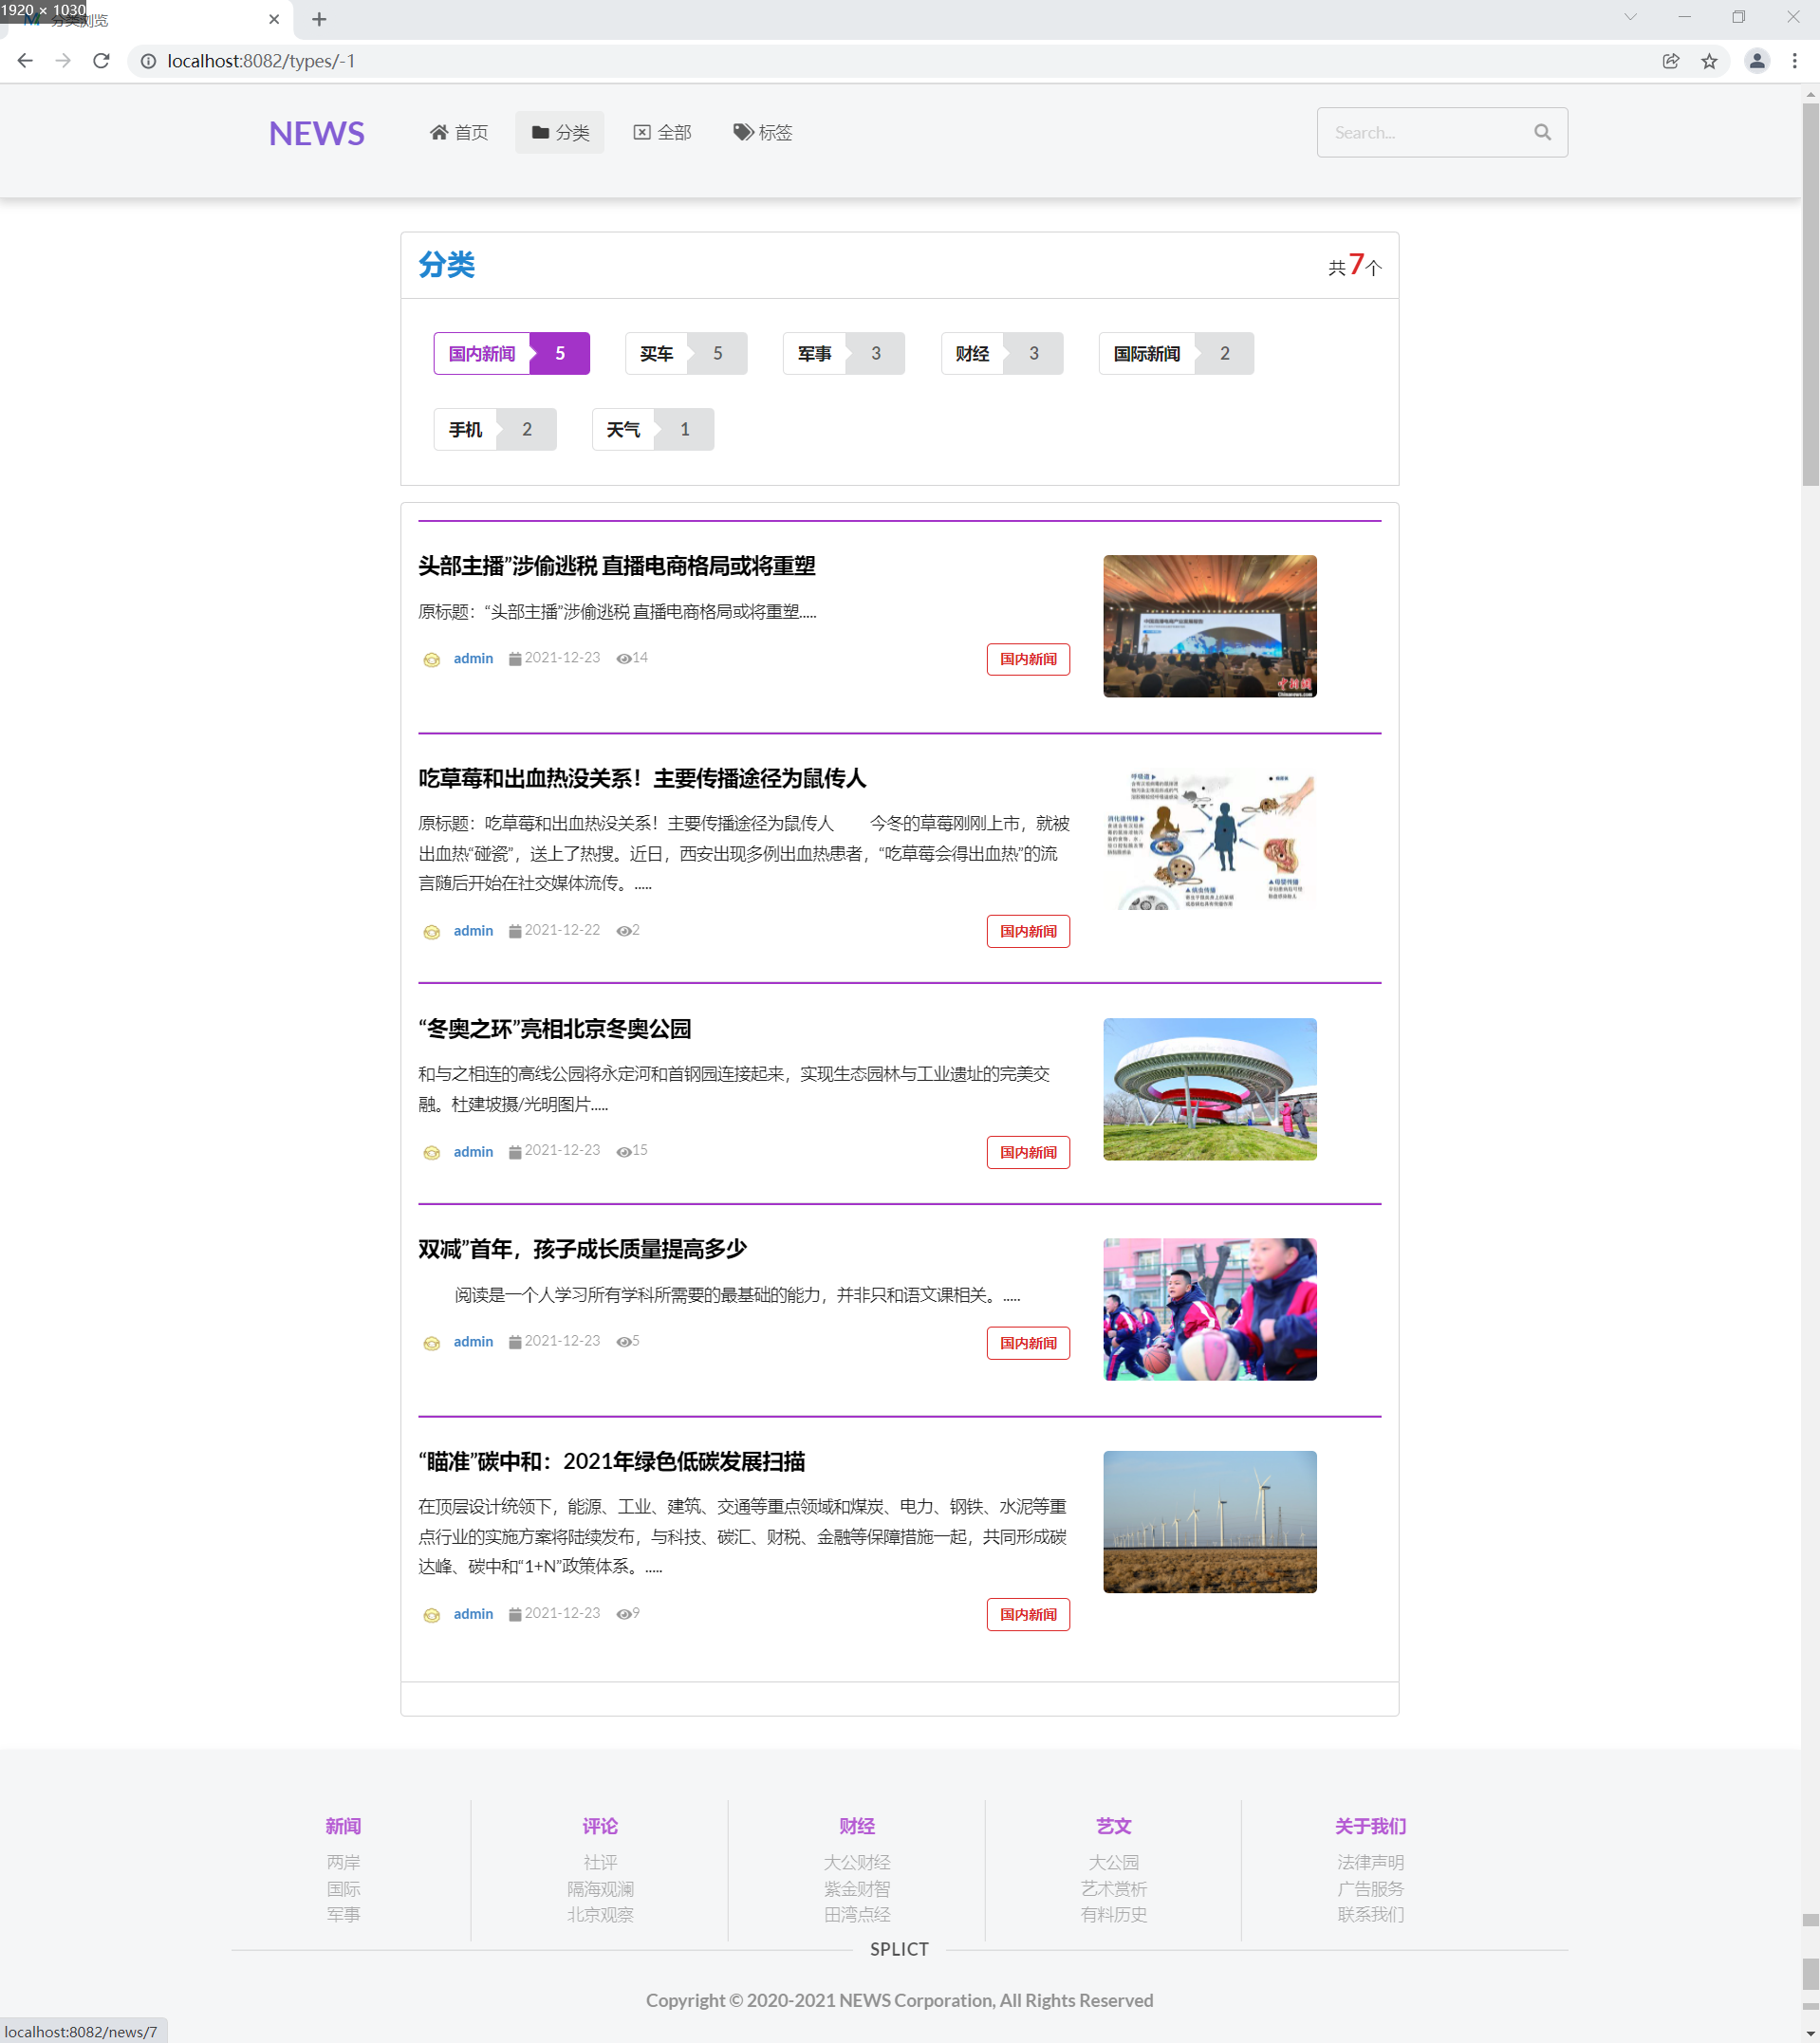 1920 × 1030
分类浏览
localhost:8082/types/-1
NEWS
首页
分类
全部
标签
Search...
分类
共7个
国内新闻 5
买车 5
军事 3
财经 3
国际新闻 2
手机 2
天气 1
头部主播”涉偷逃税 直播电商格局或将重塑
原标题：“头部主播”涉偷逃税 直播电商格局或将重塑.....
admin 2021-12-23 14
国内新闻
吃草莓和出血热没关系！主要传播途径为鼠传人
原标题：吃草莓和出血热没关系！主要传播途径为鼠传人　　今冬的草莓刚刚上市，就被
出血热“碰瓷”，送上了热搜。近日，西安出现多例出血热患者，“吃草莓会得出血热”的流
言随后开始在社交媒体流传。.....
admin 2021-12-22 2
国内新闻
“冬奥之环”亮相北京冬奥公园
和与之相连的高线公园将永定河和首钢园连接起来，实现生态园林与工业遗址的完美交
融。杜建坡摄/光明图片.....
admin 2021-12-23 15
国内新闻
双减”首年，孩子成长质量提高多少
阅读是一个人学习所有学科所需要的最基础的能力，并非只和语文课相关。.....
admin 2021-12-23 5
国内新闻
“瞄准”碳中和：2021年绿色低碳发展扫描
在顶层设计统领下，能源、工业、建筑、交通等重点领域和煤炭、电力、钢铁、水泥等重
点行业的实施方案将陆续发布，与科技、碳汇、财税、金融等保障措施一起，共同形成碳
达峰、碳中和“1+N”政策体系。.....
admin 2021-12-23 9
国内新闻
新闻
两岸
国际
军事
评论
社评
隔海观澜
北京观察
财经
大公财经
紫金财智
田湾点经
艺文
大公园
艺术赏析
有料历史
关于我们
法律声明
广告服务
联系我们
SPLICT
Copyright © 2020-2021 NEWS Corporation, All Rights Reserved
localhost:8082/news/7